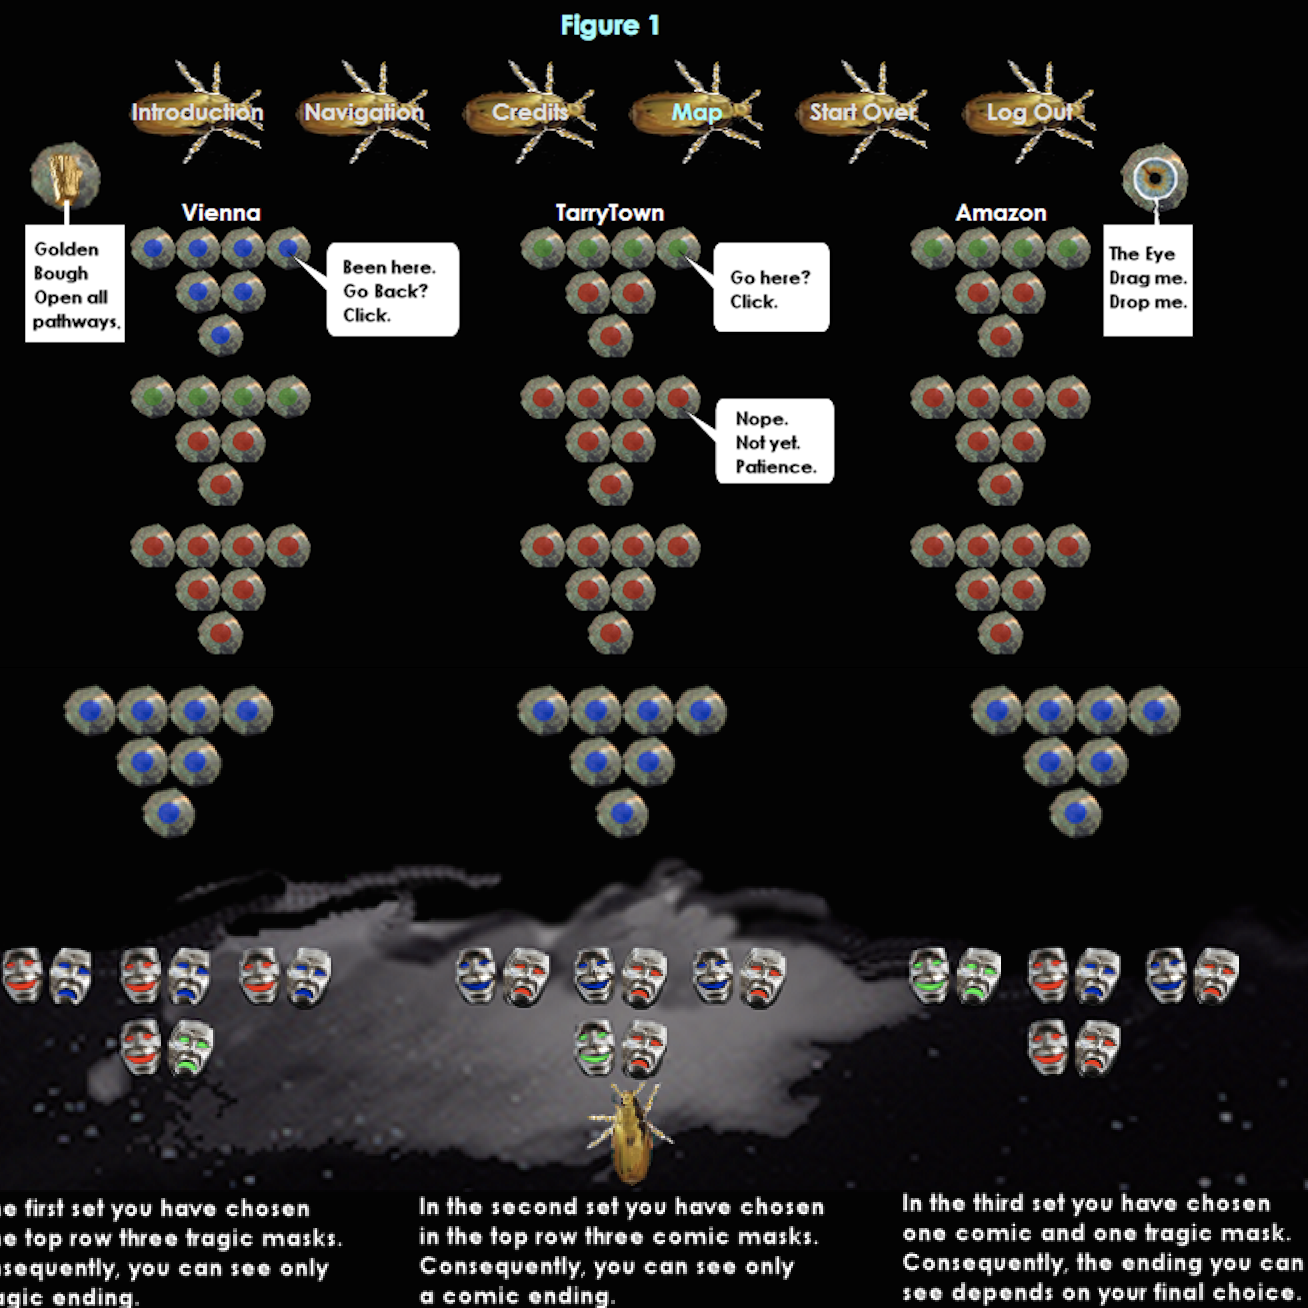 Figure 1
Introduction
Navigation
Credits
Map
Start Over
Log Out
Vienna
TarryTown
Amazon
Golden
Bough
Open all
pathways.
Been here.
Go Back?
Click.
Go here?
Click.
The Eye
Drag me.
Drop me.
Nope.
Not yet.
Patience.
e first set you have chosen
e top row three tragic masks.
sequently, you can see only
agic ending.
In the second set you have chosen
in the top row three comic masks.
Consequently, you can see only
a comic ending.
In the third set you have chosen
one comic and one tragic mask.
Consequently, the ending you can
see depends on your final choice.